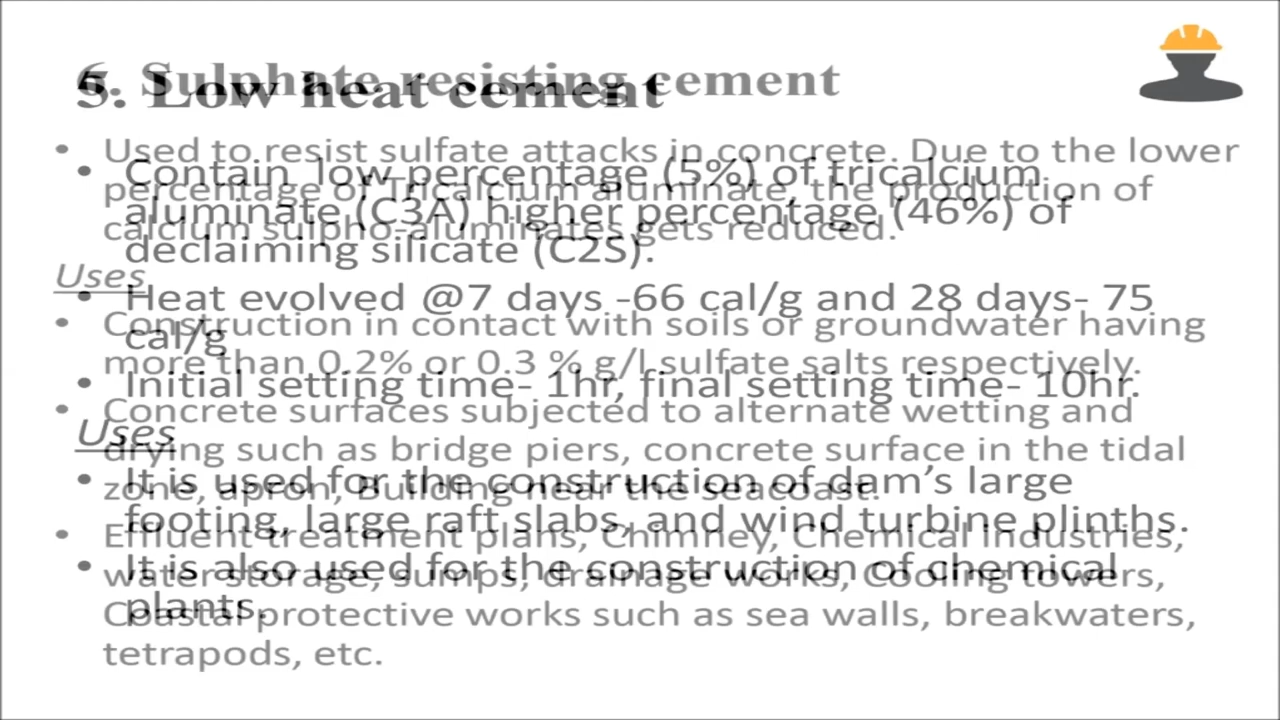 5. Low heat cement
• Contain low percentage (5%) of tricalcium
aluminate (C3A) higher percentage (46%) of
declaiming silicate (C2S).
• Heat evolved @7 days -66 cal/g and 28 days- 75
cal/g
• Initial setting time- 1hr, final setting time- 10hr.
Uses
• It is used for the construction of dam’s large
footing, large raft slabs, and wind turbine plinths.
• It is also used for the construction of chemical
plants.
6. Sulphate resisting cement
• Used to resist sulfate attacks in concrete. Due to the lower
percentage of Tricalcium aluminate, the production of
calcium sulpho-aluminates gets reduced.
Uses
• Construction in contact with soils or groundwater having
more than 0.2% or 0.3 % g/l sulfate salts respectively.
• Concrete surfaces subjected to alternate wetting and
drying such as bridge piers, concrete surface in the tidal
zone, apron, Building near the seacoast.
• Effluent treatment plans, Chimney, Chemical industries,
water storage, sumps, drainage works, Cooling towers,
Coastal protective works such as sea walls, breakwaters,
tetrapods, etc.